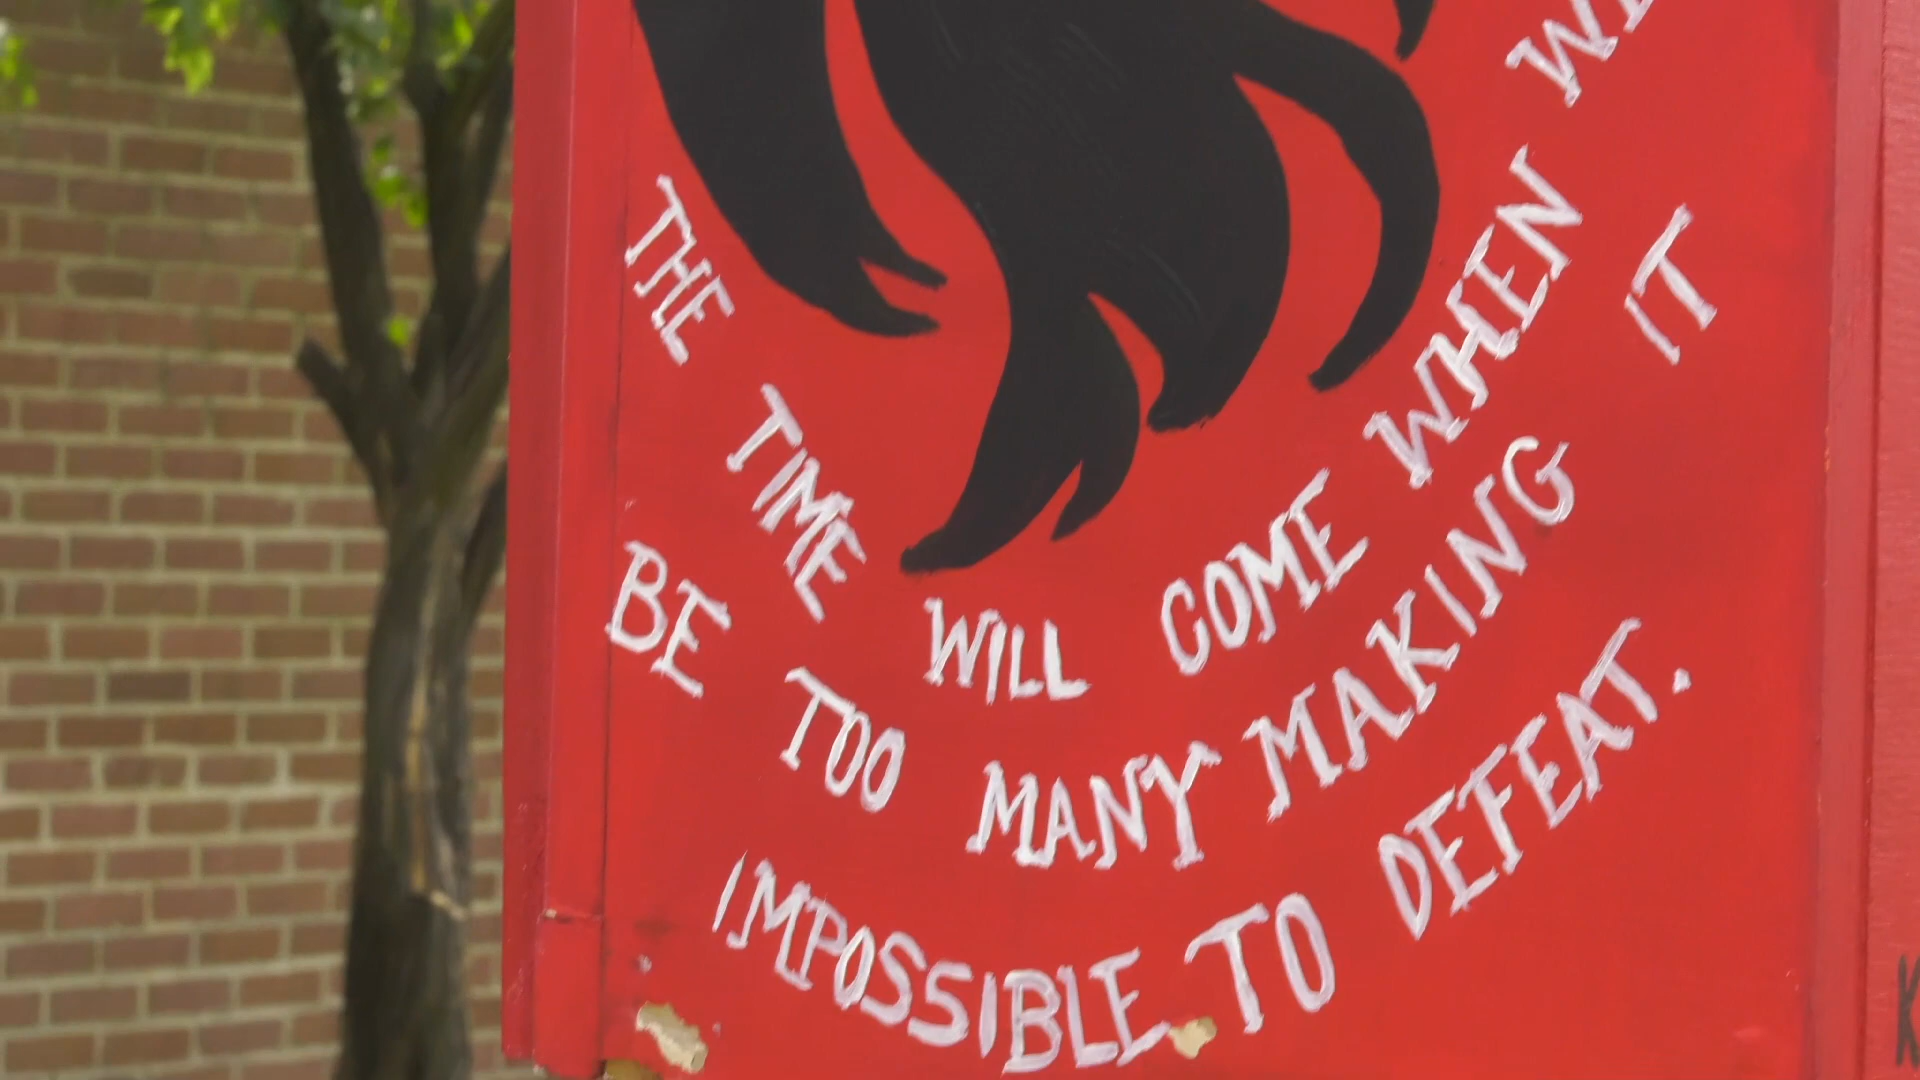 THE TIME WILL COME WHEN
BE TOO MANY MAKING IT
IMPOSSIBLE TO DEFEAT.